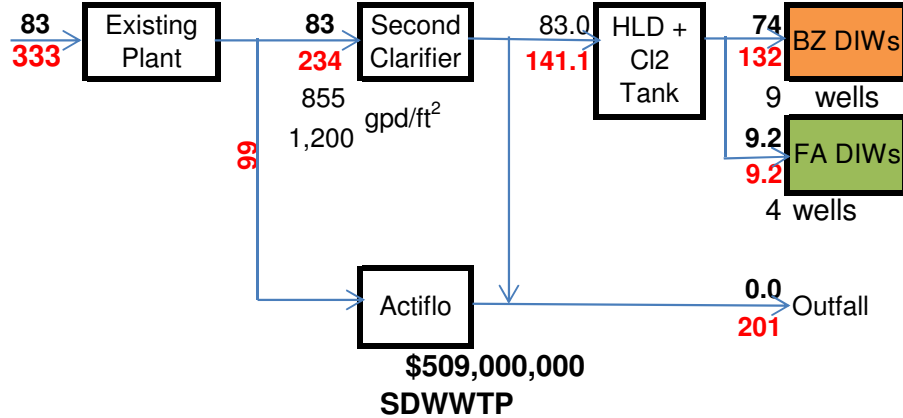 83
333
Existing
Plant
83
234
Second
Clarifier
855
1,200
gpd/ft²
99
83.0
141.1
HLD +
Cl2
Tank
74
132
BZ DIWs
9 wells
9.2
9.2
FA DIWs
4 wells
Actiflo
0.0
201
Outfall
$509,000,000
SDWWTP